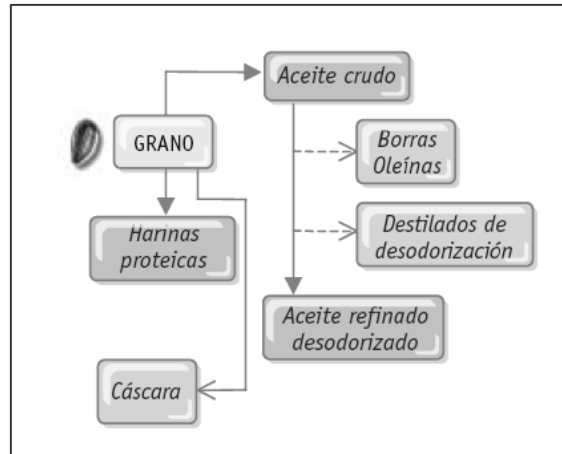 Aceite crudo
GRANO
Borras
Oleínas
Harinas
proteicas
Destilados de
desodorización
Aceite refinado
desodorizado
Cáscara